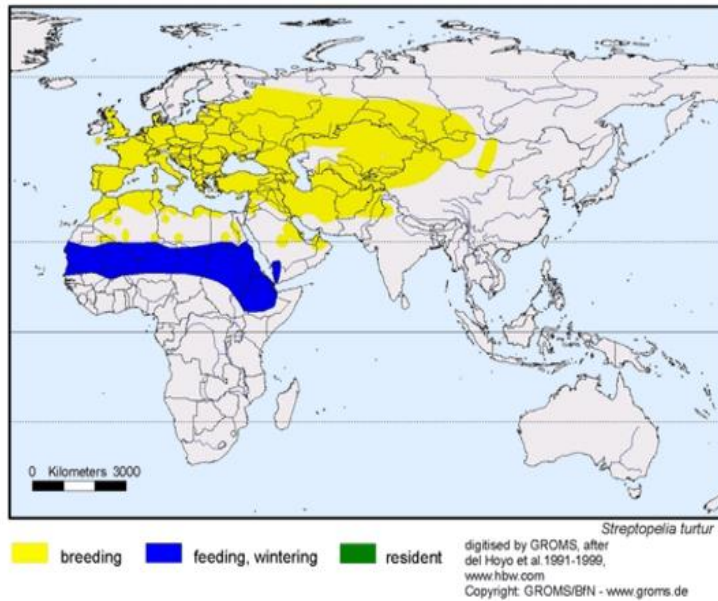 0 Kilometers 3000
Streptopelia turtur
breeding
feeding, wintering
resident
digitised by GROMS, after
del Hoyo et al.1991-1999,
www.hbw.com
Copyright: GROMS/BfN - www.groms.de